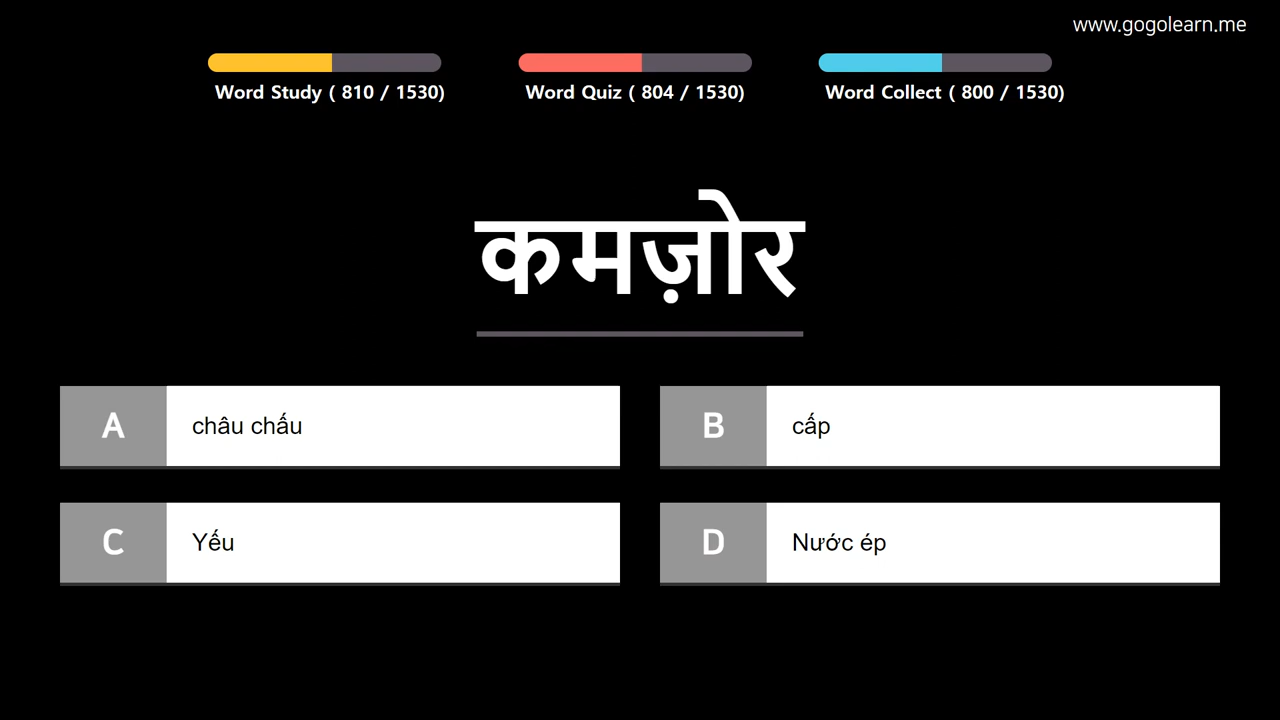 www.gogolearn.me
Word Study ( 810 / 1530)
Word Quiz ( 804 / 1530)
Word Collect ( 800 / 1530)
कमज़ोर
A châu chấu
B cấp
C Yếu
D Nước ép